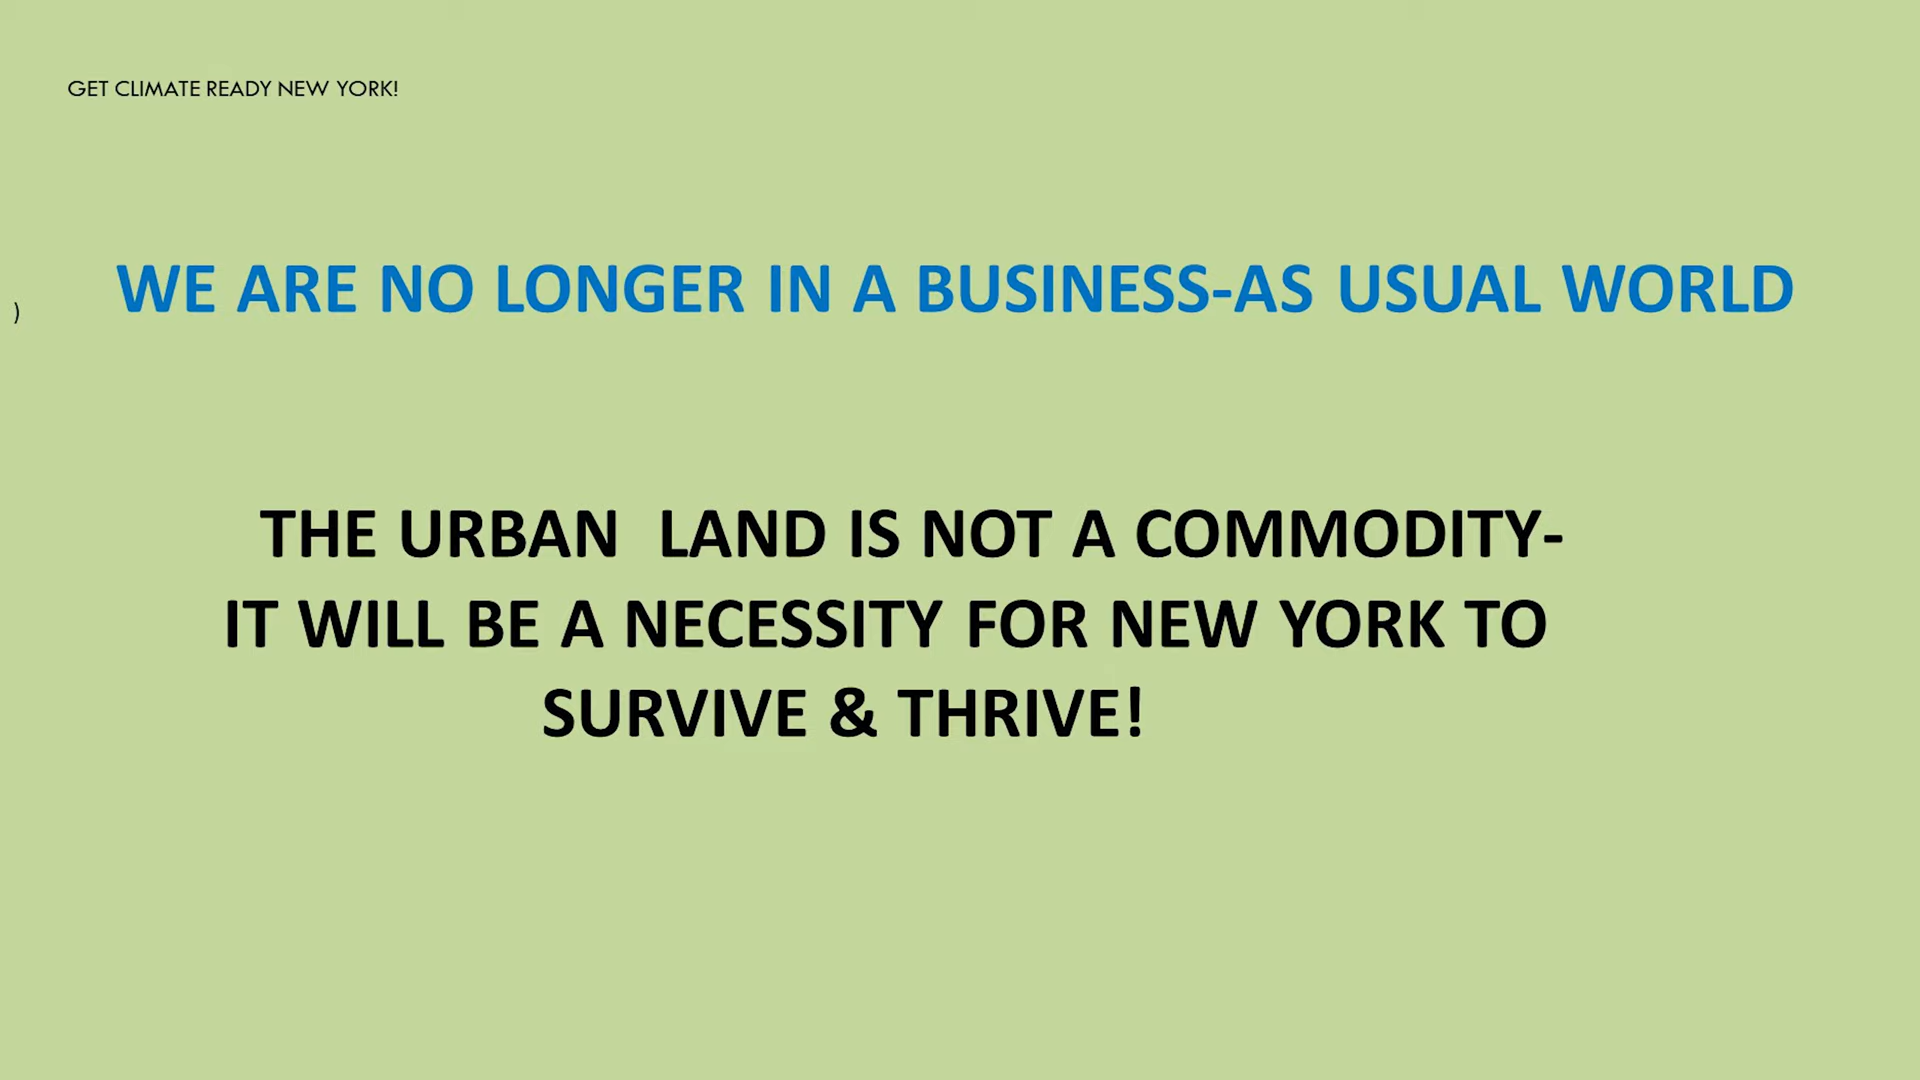 GET CLIMATE READY NEW YORK!
WE ARE NO LONGER IN A BUSINESS-AS USUAL WORLD
)
THE URBAN  LAND IS NOT A COMMODITY-
IT WILL BE A NECESSITY FOR NEW YORK TO
SURVIVE & THRIVE!